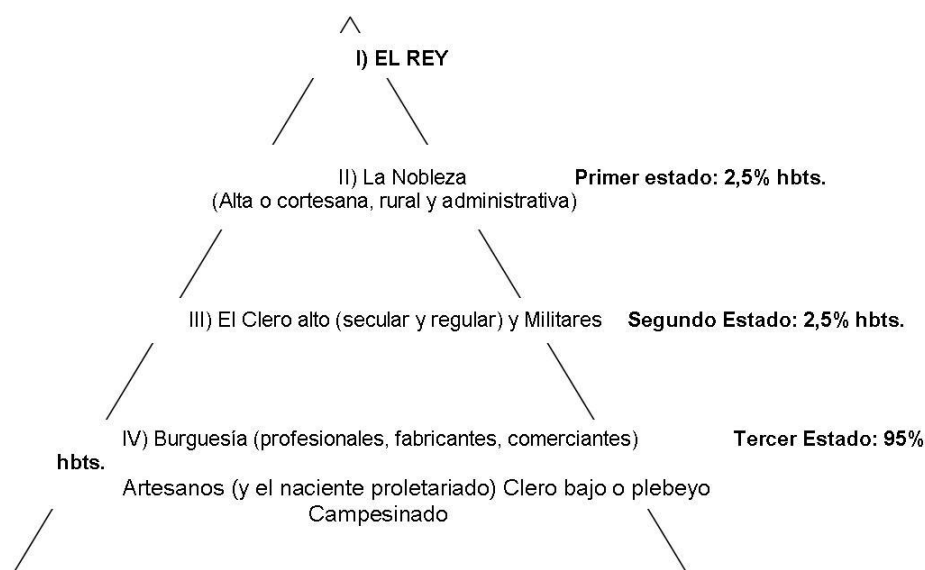 I) EL REY
II) La Nobleza Primer estado: 2,5% hbts.
(Alta o cortesana, rural y administrativa)
III) El Clero alto (secular y regular) y Militares Segundo Estado: 2,5% hbts.
IV) Burguesía (profesionales, fabricantes, comerciantes) Tercer Estado: 95%
hbts.
Artesanos (y el naciente proletariado) Clero bajo o plebeyo
Campesinado